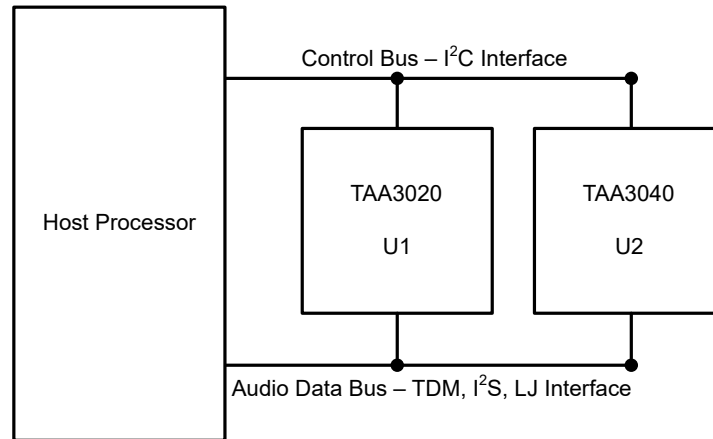 Control Bus – I²C Interface
Host Processor
TAA3020
U1
TAA3040
U2
Audio Data Bus – TDM, I²S, LJ Interface